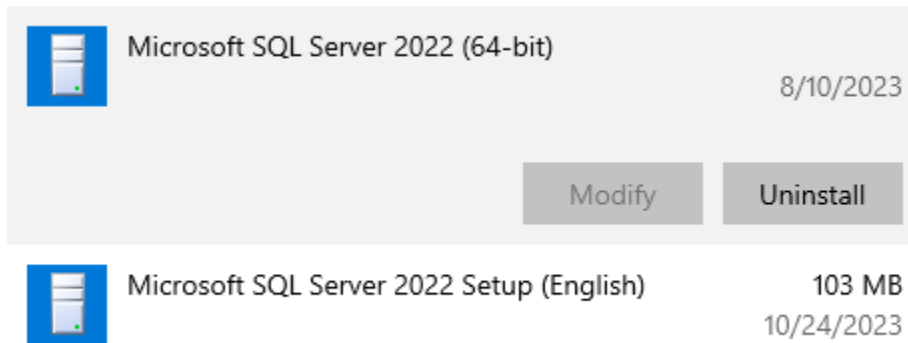 Microsoft SQL Server 2022 (64-bit)
8/10/2023
Modify Uninstall
Microsoft SQL Server 2022 Setup (English) 103 MB
10/24/2023